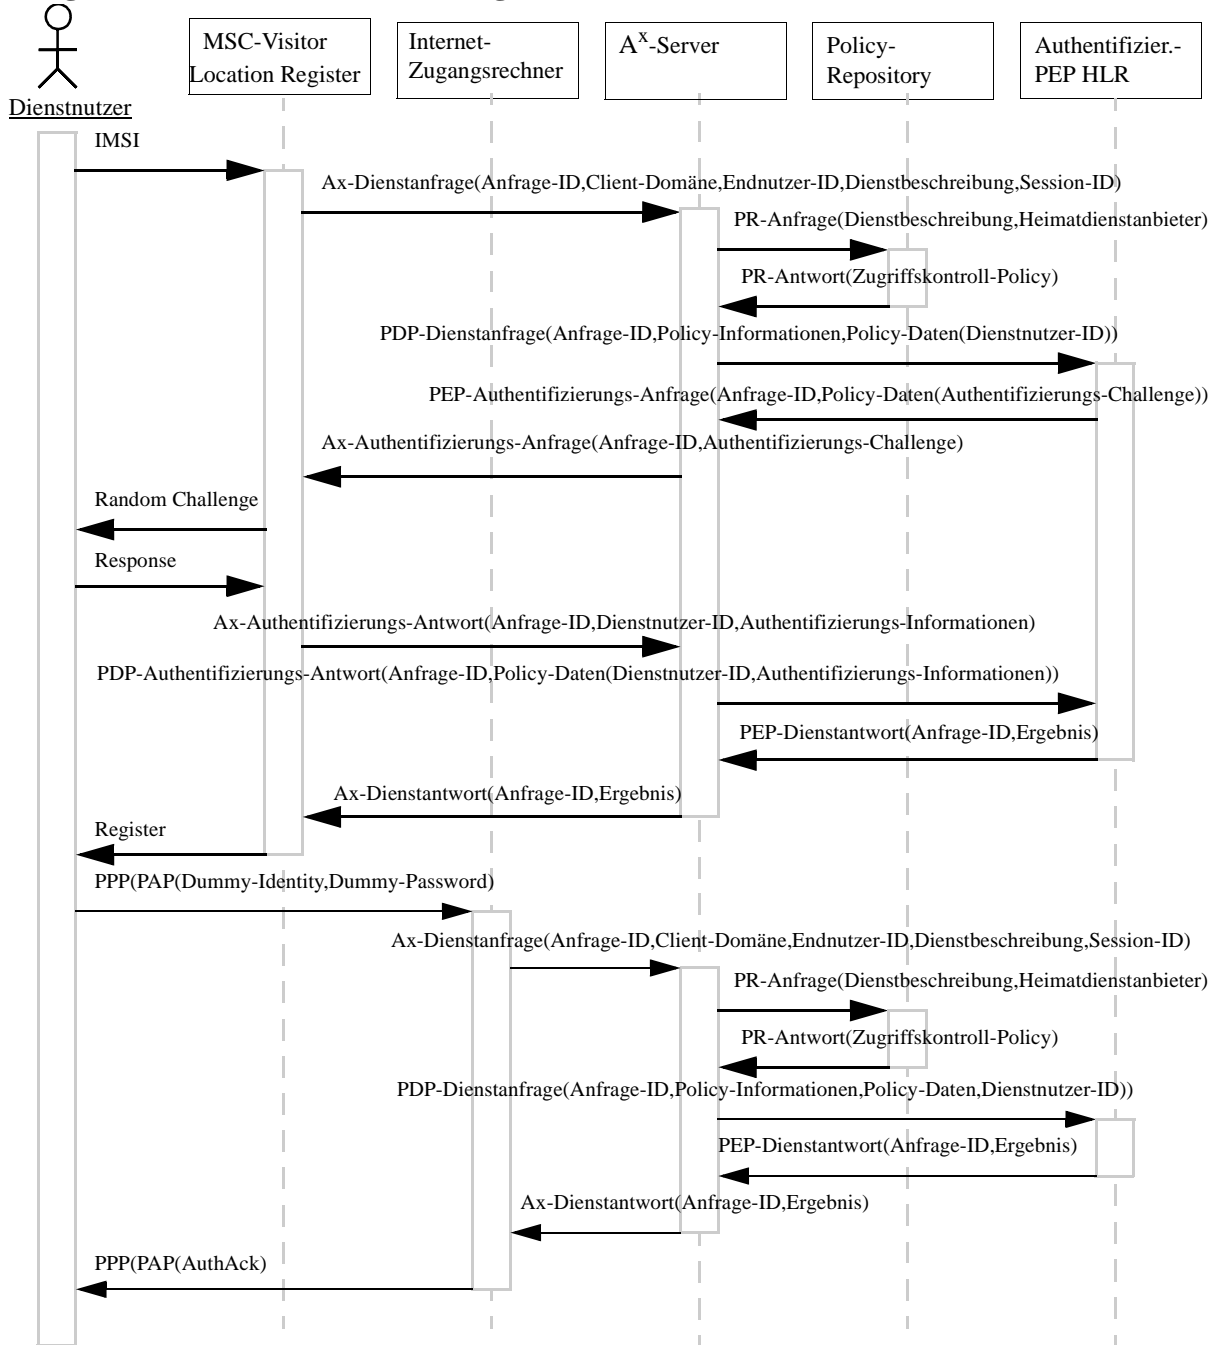 Dienstnutzer
MSC-Visitor
Location Register
Internet-
Zugangsrechner
Ax-Server
Policy-
Repository
Authentifizier.-
PEP HLR
IMSI
Ax-Dienstanfrage(Anfrage-ID,Client-Domäne,Endnutzer-ID,Dienstbeschreibung,Session-ID)
PR-Anfrage(Dienstbeschreibung,Heimatdienstanbieter)
PR-Antwort(Zugriffskontroll-Policy)
PDP-Dienstanfrage(Anfrage-ID,Policy-Informationen,Policy-Daten(Dienstnutzer-ID))
PEP-Authentifizierungs-Anfrage(Anfrage-ID,Policy-Daten(Authentifizierungs-Challenge))
Ax-Authentifizierungs-Anfrage(Anfrage-ID,Authentifizierungs-Challenge)
Random Challenge
Response
Ax-Authentifizierungs-Antwort(Anfrage-ID,Dienstnutzer-ID,Authentifizierungs-Informationen)
PDP-Authentifizierungs-Antwort(Anfrage-ID,Policy-Daten(Dienstnutzer-ID,Authentifizierungs-Informationen))
PEP-Dienstantwort(Anfrage-ID,Ergebnis)
Ax-Dienstantwort(Anfrage-ID,Ergebnis)
Register
PPP(PAP(Dummy-Identity,Dummy-Password)
Ax-Dienstanfrage(Anfrage-ID,Client-Domäne,Endnutzer-ID,Dienstbeschreibung,Session-ID)
PR-Anfrage(Dienstbeschreibung,Heimatdienstanbieter)
PR-Antwort(Zugriffskontroll-Policy)
PDP-Dienstanfrage(Anfrage-ID,Policy-Informationen,Policy-Daten,Dienstnutzer-ID))
PEP-Dienstantwort(Anfrage-ID,Ergebnis)
Ax-Dienstantwort(Anfrage-ID,Ergebnis)
PPP(PAP(AuthAck)